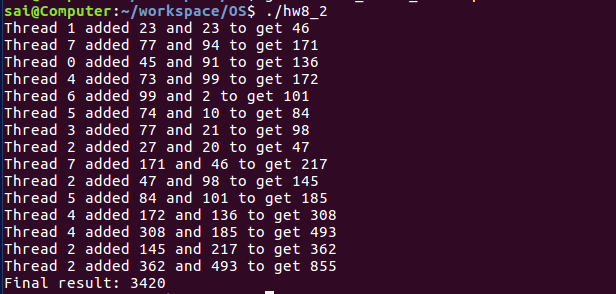 sai@Computer:~/workspace/OS$ ./hw8_2
Thread 1 added 23 and 23 to get 46
Thread 7 added 77 and 94 to get 171
Thread 0 added 45 and 91 to get 136
Thread 4 added 73 and 99 to get 172
Thread 6 added 99 and 2 to get 101
Thread 5 added 74 and 10 to get 84
Thread 3 added 77 and 21 to get 98
Thread 2 added 27 and 20 to get 47
Thread 7 added 171 and 46 to get 217
Thread 2 added 47 and 98 to get 145
Thread 5 added 84 and 101 to get 185
Thread 4 added 172 and 136 to get 308
Thread 4 added 308 and 185 to get 493
Thread 2 added 145 and 217 to get 362
Thread 2 added 362 and 493 to get 855
Final result: 3420